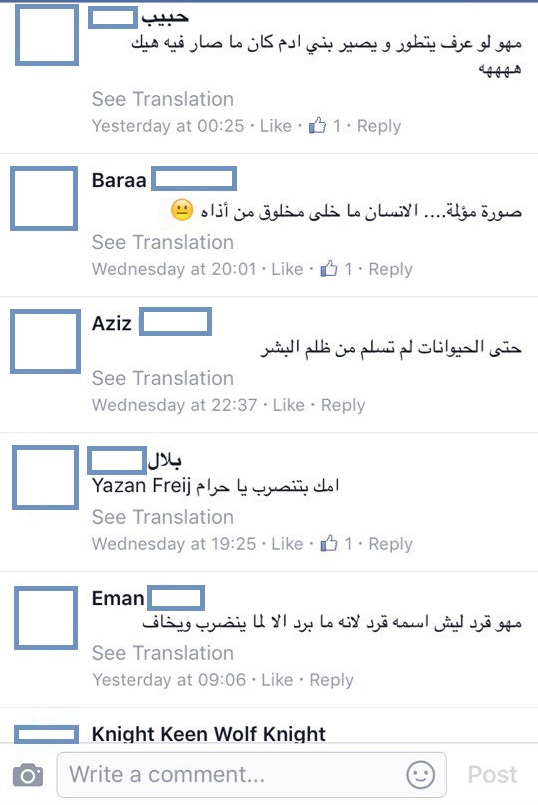 حبيب
مهو لو عرف يتطور و يصير بني ادم كان ما صار فيه هيك
ههههه
See Translation
Yesterday at 00:25 · Like · 1 · Reply
Baraa
صورة مؤلمة.... الانسان ما خلى مخلوق من أذاه 😐
See Translation
Wednesday at 20:01 · Like · 1 · Reply
Aziz
حتى الحيوانات لم تسلم من ظلم البشر
See Translation
Wednesday at 22:37 · Like · Reply
بلال
Yazan Freij امك بتنصرب يا حرام
See Translation
Wednesday at 19:25 · Like · 1 · Reply
Eman
مهو قرد ليش اسمه قرد لانه ما برد الا لما ينضرب ويخاف
See Translation
Yesterday at 09:06 · Like · Reply
Knight Keen Wolf Knight
Write a comment...
Post